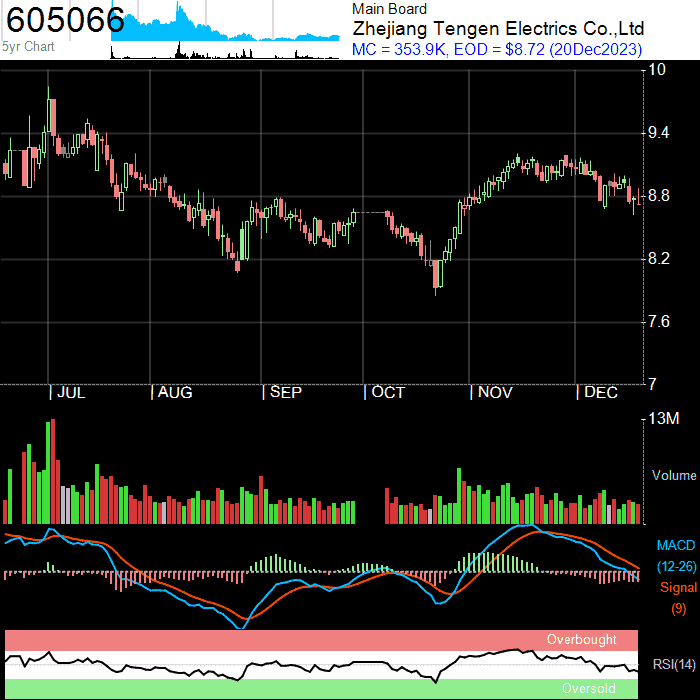 605066
5yr Chart
Main Board
Zhejiang Tengen Electrics Co.,Ltd
MC = 353.9K, EOD = $8.72 (20Dec2023)
10
9.4
8.8
8.2
7.6
7
| JUL | AUG | SEP | OCT | NOV | DEC
13M
Volume
MACD
(12-26)
Signal
(9)
Overbought
RSI(14)
Oversold